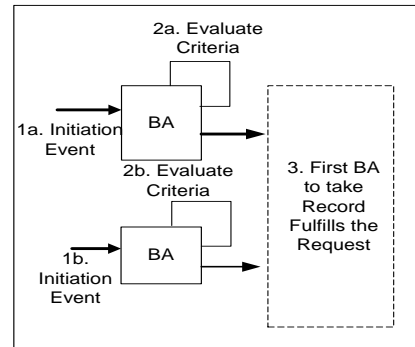 2a. Evaluate
Criteria
BA
1a. Initiation
Event
2b. Evaluate
Criteria
BA
1b.
Initiation
Event
3. First BA
to take
Record
Fulfills the
Request